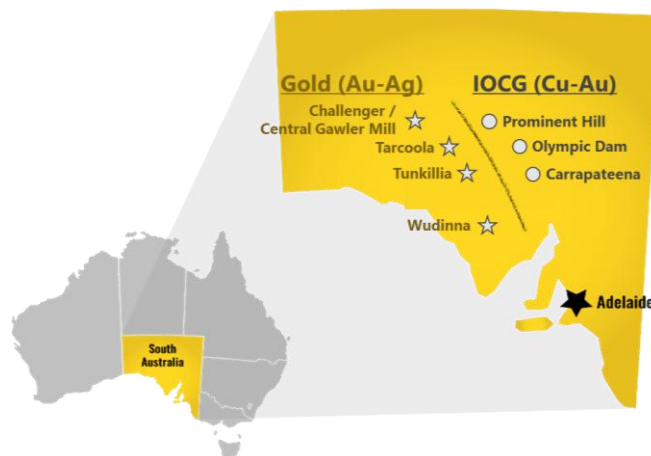 Gold (Au-Ag)
IOCG (Cu-Au)
Challenger /
Central Gawler Mill
Prominent Hill
Tarcoola
Olympic Dam
Tunkillia
Carrapateena
Wudinna
Adelaide
South
Australia